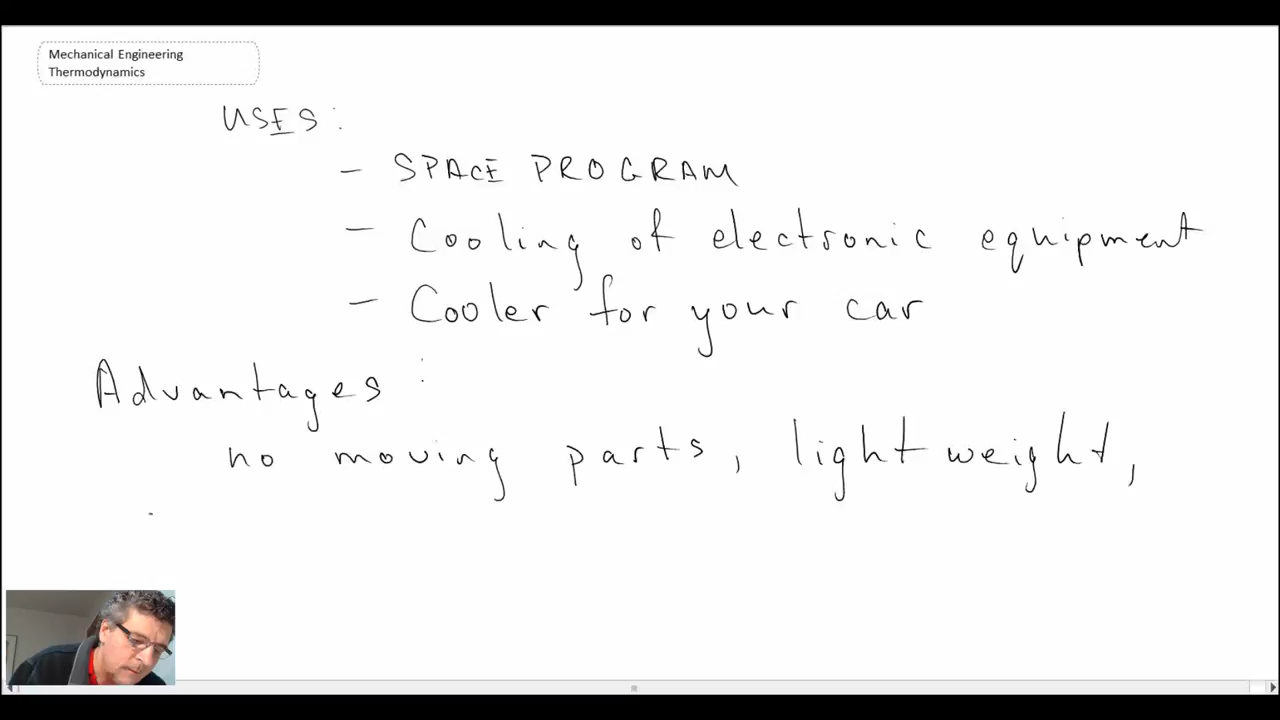 Mechanical Engineering
Thermodynamics
USES:
- SPACE PROGRAM
- Cooling of electronic equipment
- Cooler for your car
Advantages:
no moving parts, lightweight,